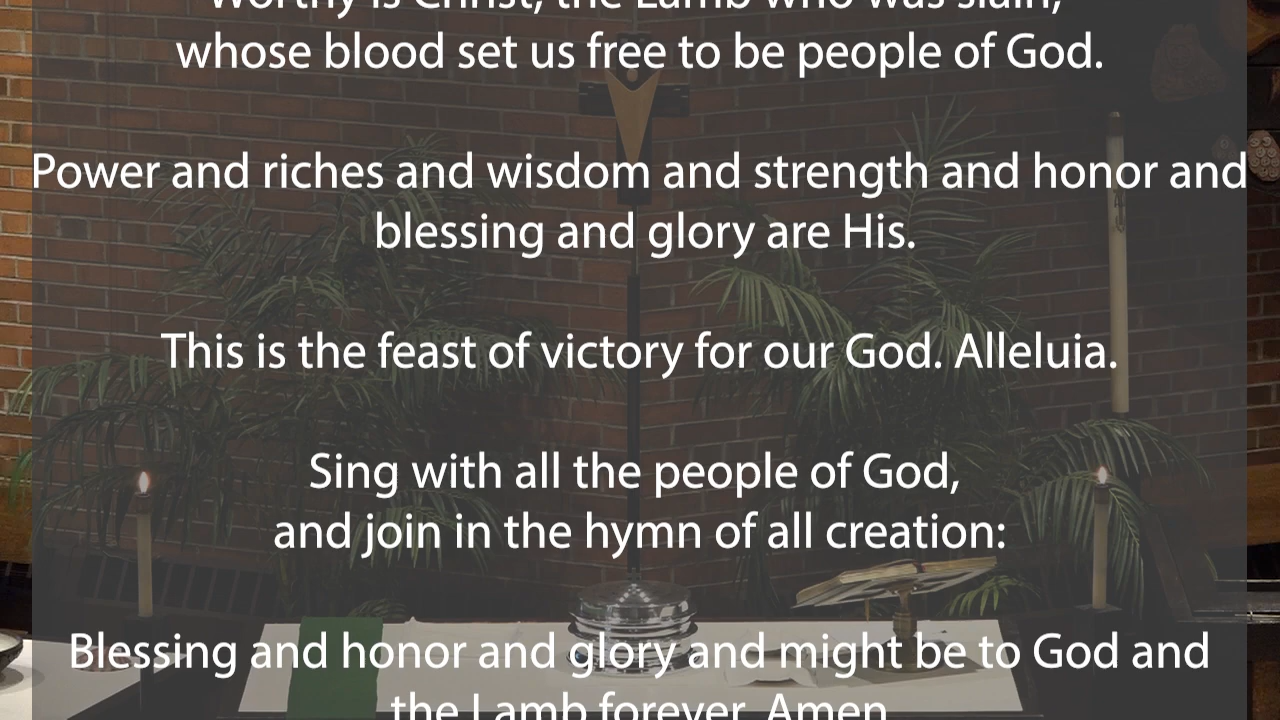 Worthy is Christ, the Lamb who was slain,
whose blood set us free to be people of God.
Power and riches and wisdom and strength and honor and
blessing and glory are His.
This is the feast of victory for our God. Alleluia.
Sing with all the people of God,
and join in the hymn of all creation:
Blessing and honor and glory and might be to God and
the Lamb forever. Amen